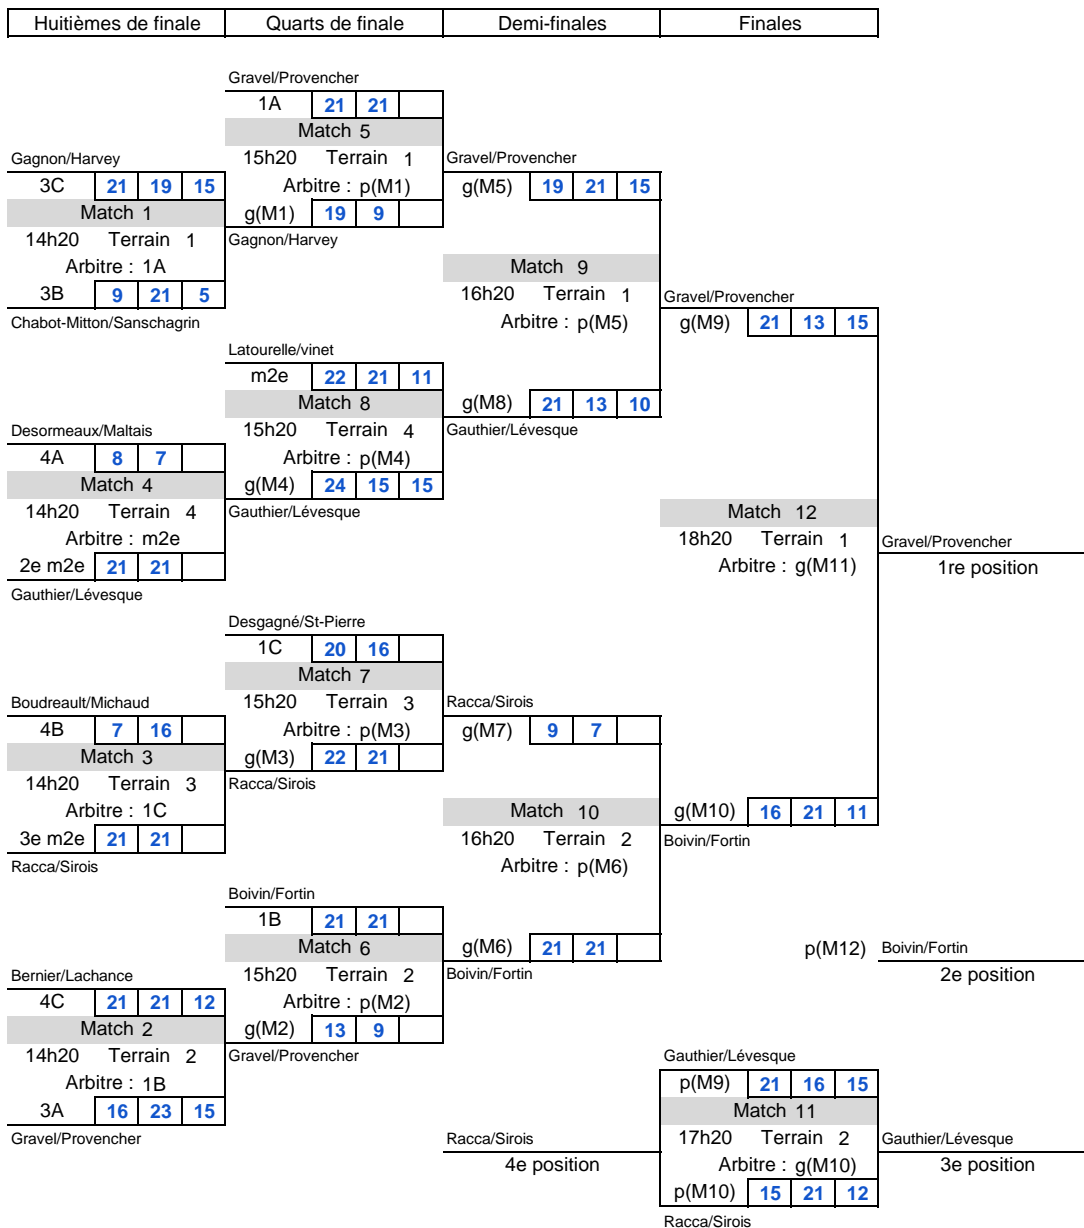 Huitièmes de finale Quarts de finale Demi-finales Finales
Gravel/Provencher
1A 21 21
Match 5
15h20 Terrain 1
Arbitre : p(M1)
g(M1) 19 9
Gagnon/Harvey
Gagnon/Harvey
3C 21 19 15
Match 1
14h20 Terrain 1
Arbitre : 1A
3B 9 21 5
Chabot-Mitton/Sanschagrin
Gravel/Provencher
g(M5) 19 21 15
Match 9
16h20 Terrain 1
Arbitre : p(M5)
g(M8) 21 13 10
Gauthier/Lévesque
Latourelle/vinet
m2e 22 21 11
Match 8
15h20 Terrain 4
Arbitre : p(M4)
g(M4) 24 15 15
Gauthier/Lévesque
Desormeaux/Maltais
4A 8 7
Match 4
14h20 Terrain 4
Arbitre : m2e
2e m2e 21 21
Gauthier/Lévesque
Gravel/Provencher
g(M9) 21 13 15
Match 12
18h20 Terrain 1
Arbitre : g(M11)
g(M10) 16 21 11
Boivin/Fortin
Gravel/Provencher
1re position
Desgagné/St-Pierre
1C 20 16
Match 7
15h20 Terrain 3
Arbitre : p(M3)
g(M3) 22 21
Racca/Sirois
Boudreault/Michaud
4B 7 16
Match 3
14h20 Terrain 3
Arbitre : 1C
3e m2e 21 21
Racca/Sirois
Racca/Sirois
g(M7) 9 7
Match 10
16h20 Terrain 2
Arbitre : p(M6)
g(M6) 21 21
Boivin/Fortin
Boivin/Fortin
1B 21 21
Match 6
15h20 Terrain 2
Arbitre : p(M2)
g(M2) 13 9
Gravel/Provencher
Bernier/Lachance
4C 21 21 12
Match 2
14h20 Terrain 2
Arbitre : 1B
3A 16 23 15
Gravel/Provencher
p(M12) Boivin/Fortin
2e position
Gauthier/Lévesque
p(M9) 21 16 15
Match 11
17h20 Terrain 2
Arbitre : g(M10)
p(M10) 15 21 12
Racca/Sirois
Racca/Sirois
4e position
Gauthier/Lévesque
3e position